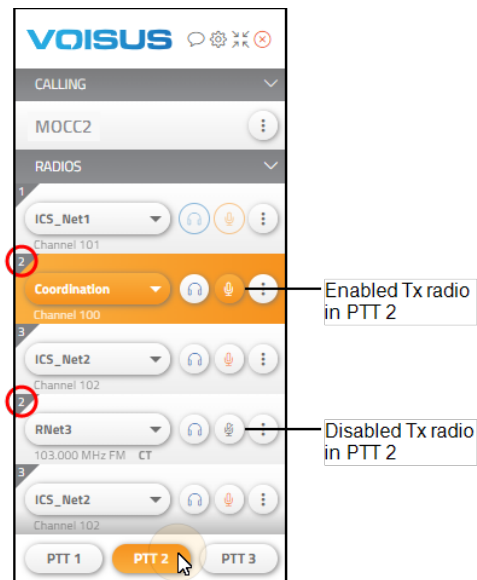 VOISUS
CALLING
MOCC2
RADIOS
1
ICS_Net1
Channel 101
2
Coordination
Channel 100
Enabled Tx radio
in PTT 2
3
ICS_Net2
Channel 102
2
RNet3
103.000 MHz FM CT
Disabled Tx radio
in PTT 2
3
ICS_Net2
Channel 102
PTT 1 PTT 2 PTT 3